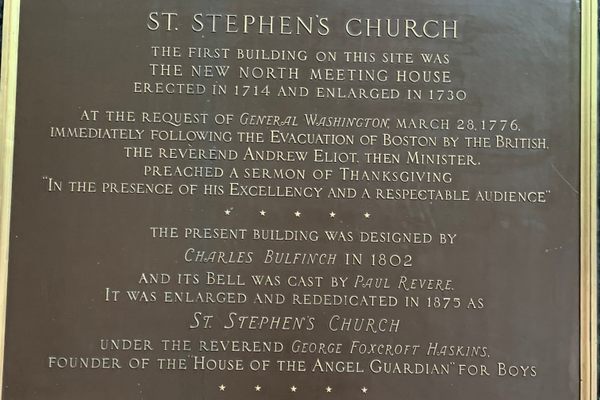 ST. STEPHEN'S CHURCH
THE FIRST BUILDING ON THIS SITE WAS
THE NEW NORTH MEETING HOUSE
ERECTED IN 1714 AND ENLARGED IN 1730
AT THE REQUEST OF GENERAL WASHINGTON, MARCH 28, 1776,
IMMEDIATELY FOLLOWING THE EVACUATION OF BOSTON BY THE BRITISH,
THE REVEREND ANDREW ELIOT, THEN MINISTER,
PREACHED A SERMON OF THANKSGIVING
"IN THE PRESENCE OF HIS EXCELLENCY AND A RESPECTABLE AUDIENCE"
THE PRESENT BUILDING WAS DESIGNED BY
CHARLES BULFINCH IN 1802
AND ITS BELL WAS CAST BY PAUL REVERE.
IT WAS ENLARGED AND REDEDICATED IN 1875 AS
ST. STEPHEN'S CHURCH
UNDER THE REVEREND GEORGE FOXCROFT HASKINS,
FOUNDER OF THE "HOUSE OF THE ANGEL GUARDIAN" FOR BOYS